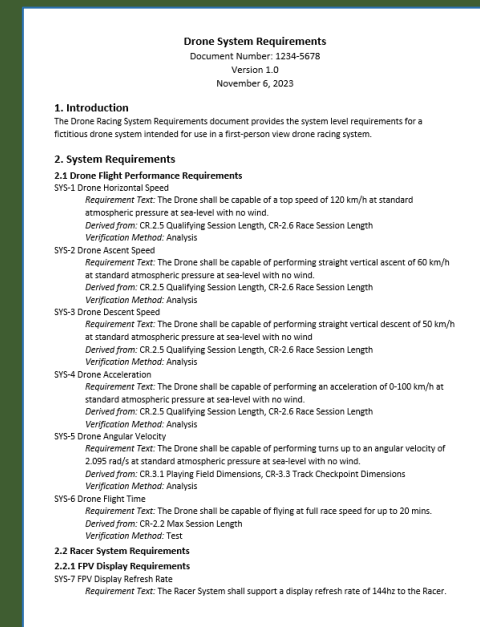 Drone System Requirements
Document Number: 1234-5678
Version 1.0
November 6, 2023
1. Introduction
The Drone Racing System Requirements document provides the system level requirements for a
fictitious drone system intended for use in a first-person view drone racing system.
2. System Requirements
2.1 Drone Flight Performance Requirements
SYS-1 Drone Horizontal Speed
Requirement Text: The Drone shall be capable of a top speed of 120 km/h at standard
atmospheric pressure at sea-level with no wind.
Derived from: CR.2.5 Qualifying Session Length, CR-2.6 Race Session Length
Verification Method: Analysis
SYS-2 Drone Ascent Speed
Requirement Text: The Drone shall be capable of performing straight vertical ascent of 60 km/h
at standard atmospheric pressure at sea-level with no wind.
Derived from: CR.2.5 Qualifying Session Length, CR-2.6 Race Session Length
Verification Method: Analysis
SYS-3 Drone Descent Speed
Requirement Text: The Drone shall be capable of performing straight vertical descent of 50 km/h
at standard atmospheric pressure at sea-level with no wind
Derived from: CR.2.5 Qualifying Session Length, CR-2.6 Race Session Length
Verification Method: Analysis
SYS-4 Drone Acceleration
Requirement Text: The Drone shall be capable of performing an acceleration of 0-100 km/h at
standard atmospheric pressure at sea-level with no wind.
Derived from: CR.2.5 Qualifying Session Length, CR-2.6 Race Session Length
Verification Method: Analysis
SYS-5 Drone Angular Velocity
Requirement Text: The Drone shall be capable of performing turns up to an angular velocity of
2.095 rad/s at standard atmospheric pressure at sea-level with no wind.
Derived from: CR.3.1 Playing Field Dimensions, CR-3.3 Track Checkpoint Dimensions
Verification Method: Analysis
SYS-6 Drone Flight Time
Requirement Text: The Drone shall be capable of flying at full race speed for up to 20 mins.
Derived from: CR-2.2 Max Session Length
Verification Method: Test
2.2 Racer System Requirements
2.2.1 FPV Display Requirements
SYS-7 FPV Display Refresh Rate
Requirement Text: The Racer System shall support a display refresh rate of 144hz to the Racer.